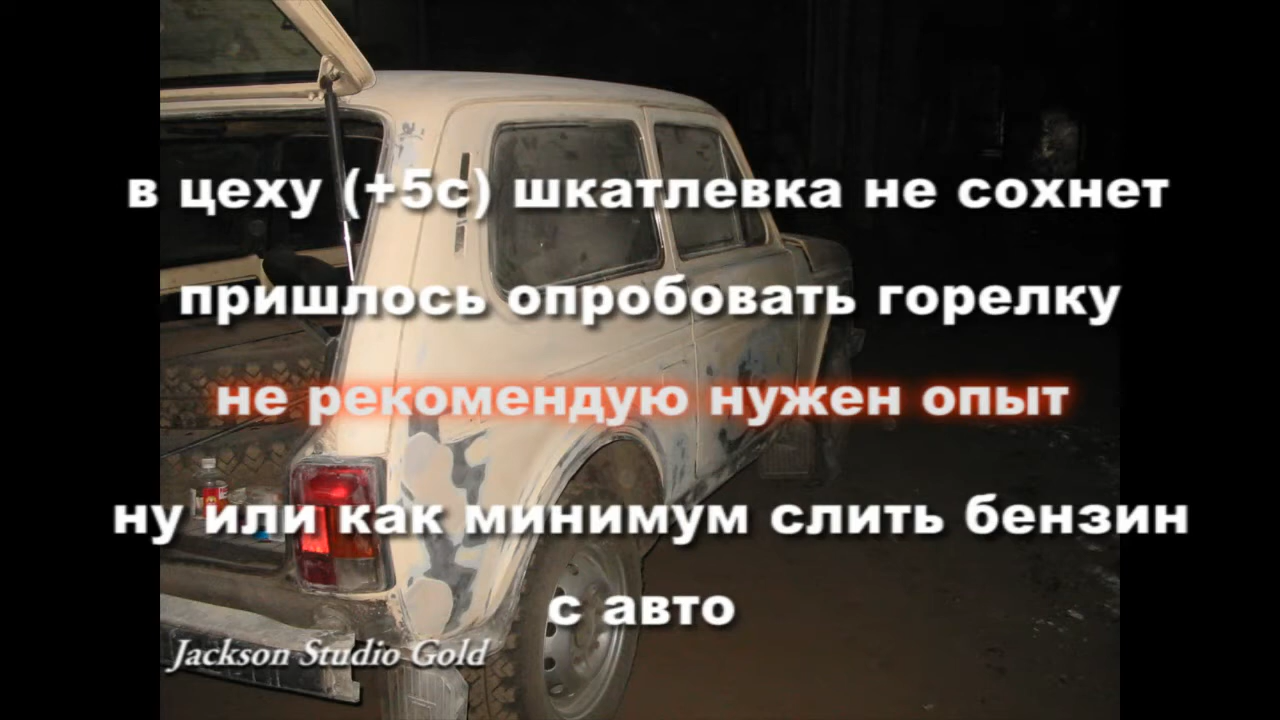 в цеху (+5с) шкатлевка не сохнет
пришлось опробовать горелку
не рекомендую нужен опыт
ну или как минимум слить бензин
с авто
Jackson Studio Gold